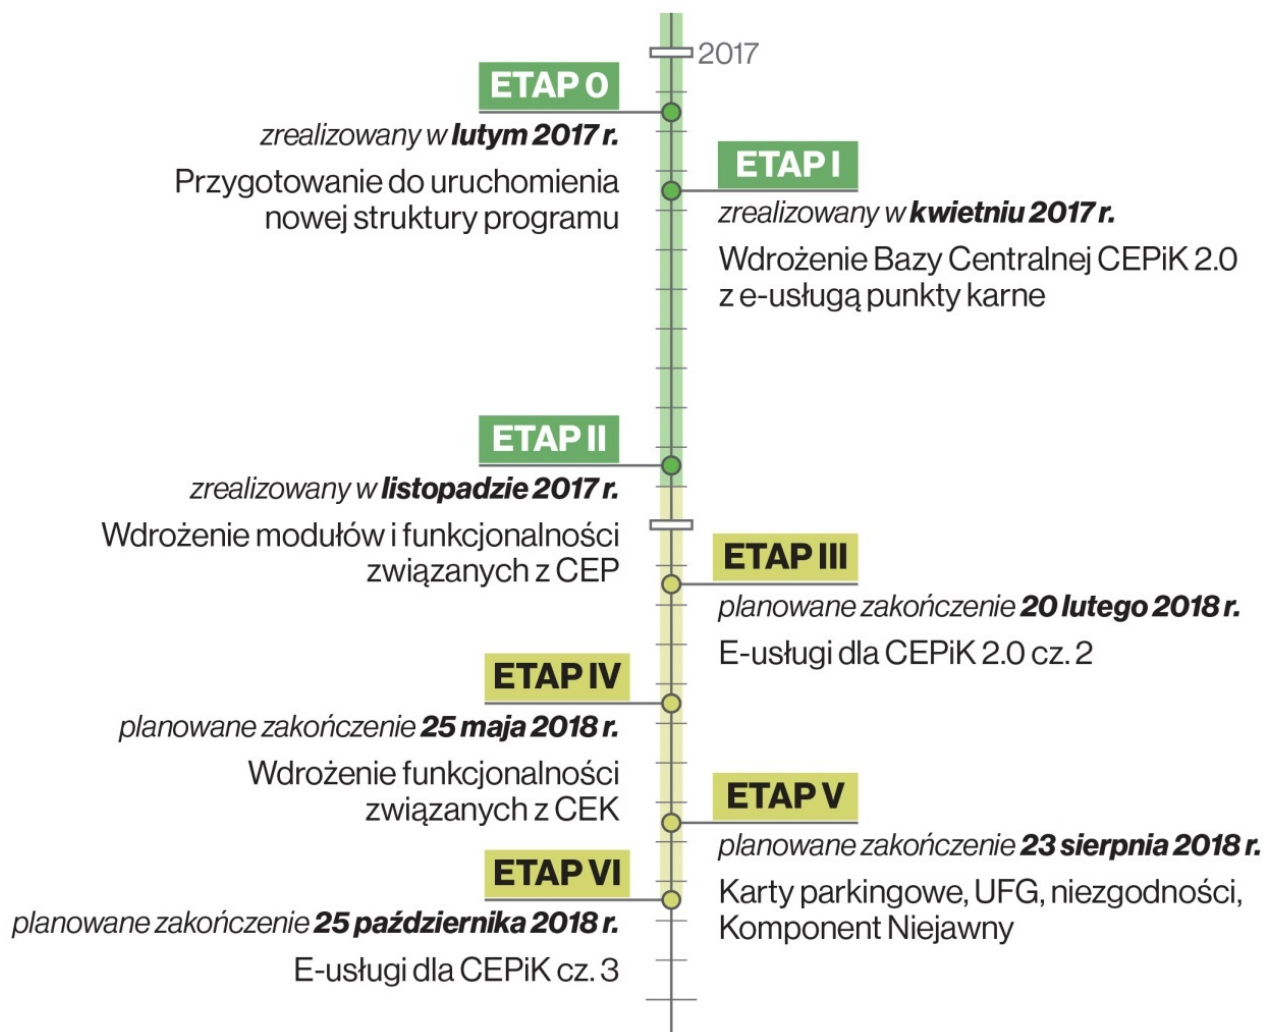 2017
ETAP 0
zrealizowany w lutym 2017 r.
Przygotowanie do uruchomienia
nowej struktury programu
ETAP I
zrealizowany w kwietniu 2017 r.
Wdrożenie Bazy Centralnej CEPiK 2.0
z e-usługą punkty karne
ETAP II
zrealizowany w listopadzie 2017 r.
Wdrożenie modułów i funkcjonalności
związanych z CEP
ETAP III
planowane zakończenie 20 lutego 2018 r.
E-usługi dla CEPiK 2.0 cz. 2
ETAP IV
planowane zakończenie 25 maja 2018 r.
Wdrożenie funkcjonalności
związanych z CEK
ETAP V
planowane zakończenie 23 sierpnia 2018 r.
Karty parkingowe, UFG, niezgodności,
Komponent Niejawny
ETAP VI
planowane zakończenie 25 października 2018 r.
E-usługi dla CEPiK cz. 3